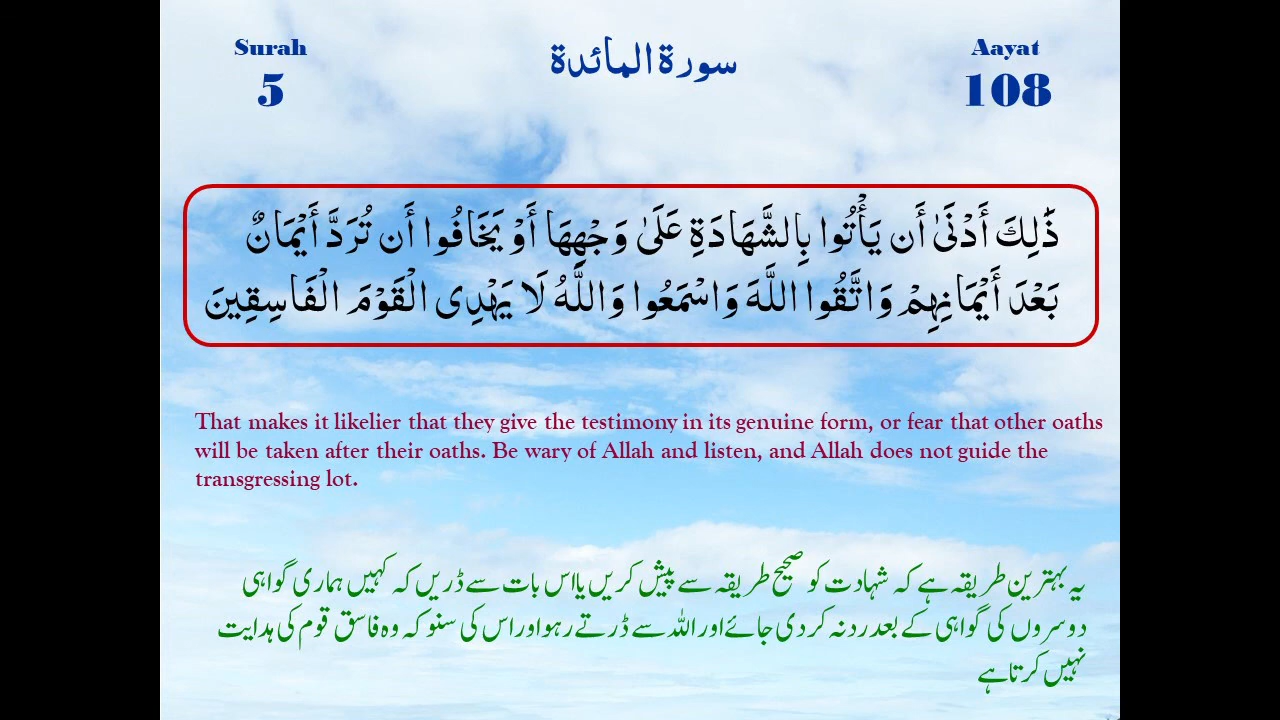 Surah
5
سورة المائدة
Aayat
108
ذَٰلِكَ أَدْنَىٰ أَن يَأْتُوا بِالشَّهَادَةِ عَلَىٰ وَجْهِهَا أَوْ يَخَافُوا أَن تُرَدَّ أَيْمَانٌ
بَعْدَ أَيْمَانِهِمْ وَاتَّقُوا اللَّهَ وَاسْمَعُوا وَاللَّهُ لَا يَهْدِى الْقَوْمَ الْفَاسِقِينَ
That makes it likelier that they give the testimony in its genuine form, or fear that other oaths
will be taken after their oaths. Be wary of Allah and listen, and Allah does not guide the
transgressing lot.
یہ بہترین طریقہ ہے کہ شہادت کو صحیح طریقہ سے پیش کریں یا اس بات سے ڈریں کہ کہیں ہماری گواہی
دوسروں کی گواہی کے بعد رد نہ کر دی جائے اور اللہ سے ڈرتے رہو اور اس کی سنو کہ وہ فاسق قوم کی ہدایت
نہیں کرتا ہے